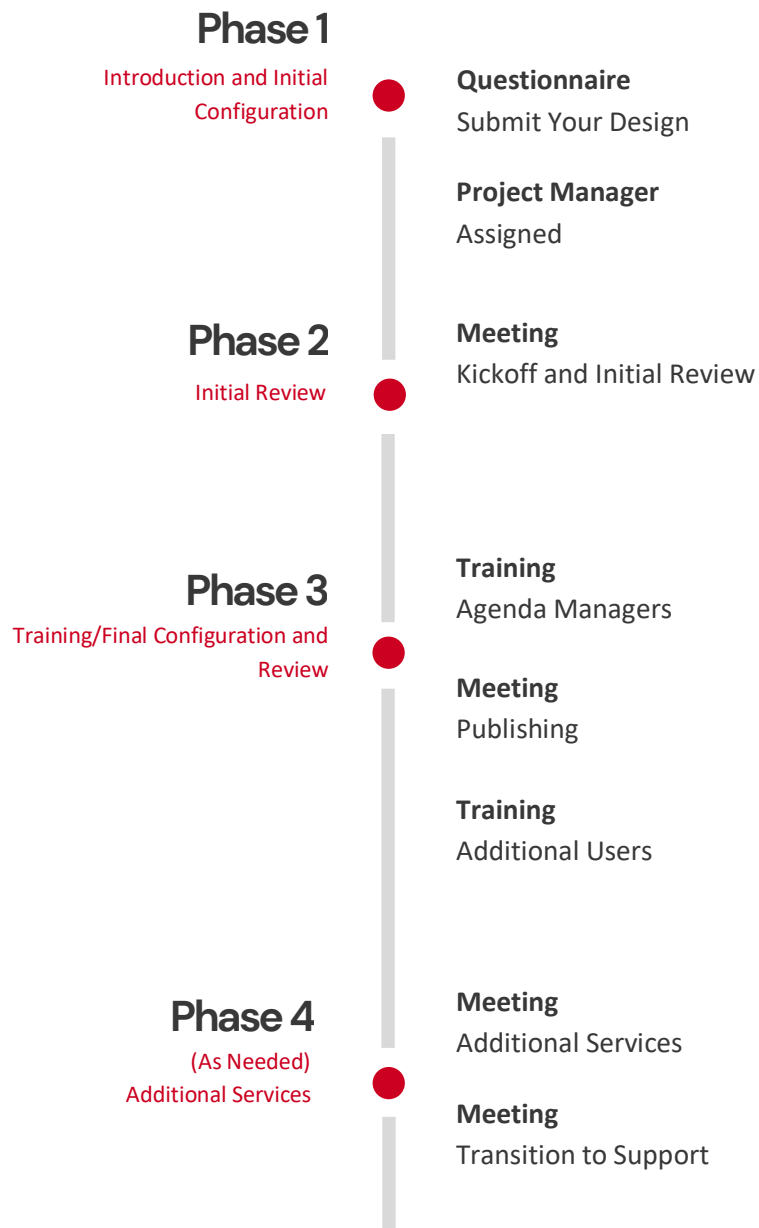 Phase 1
Introduction and Initial
Configuration
Questionnaire
Submit Your Design
Project Manager
Assigned
Phase 2
Initial Review
Meeting
Kickoff and Initial Review
Phase 3
Training/Final Configuration and
Review
Training
Agenda Managers
Meeting
Publishing
Training
Additional Users
Phase 4
(As Needed)
Additional Services
Meeting
Additional Services
Meeting
Transition to Support